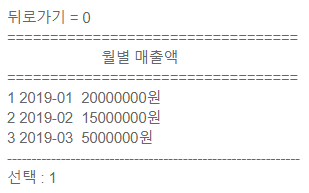 뒤로가기 = 0
==================================
월별 매출액
==================================
1 2019-01  20000000원
2 2019-02  15000000원
3 2019-03  5000000원
------------------------------------------------------------
선택 : 1